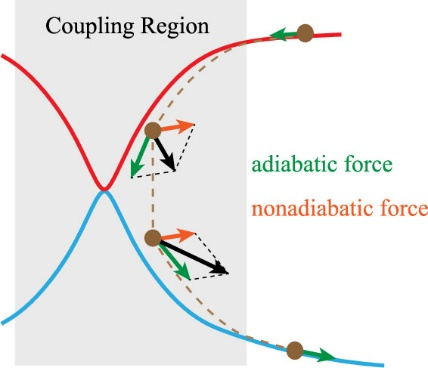 Coupling Region
adiabatic force
nonadiabatic force